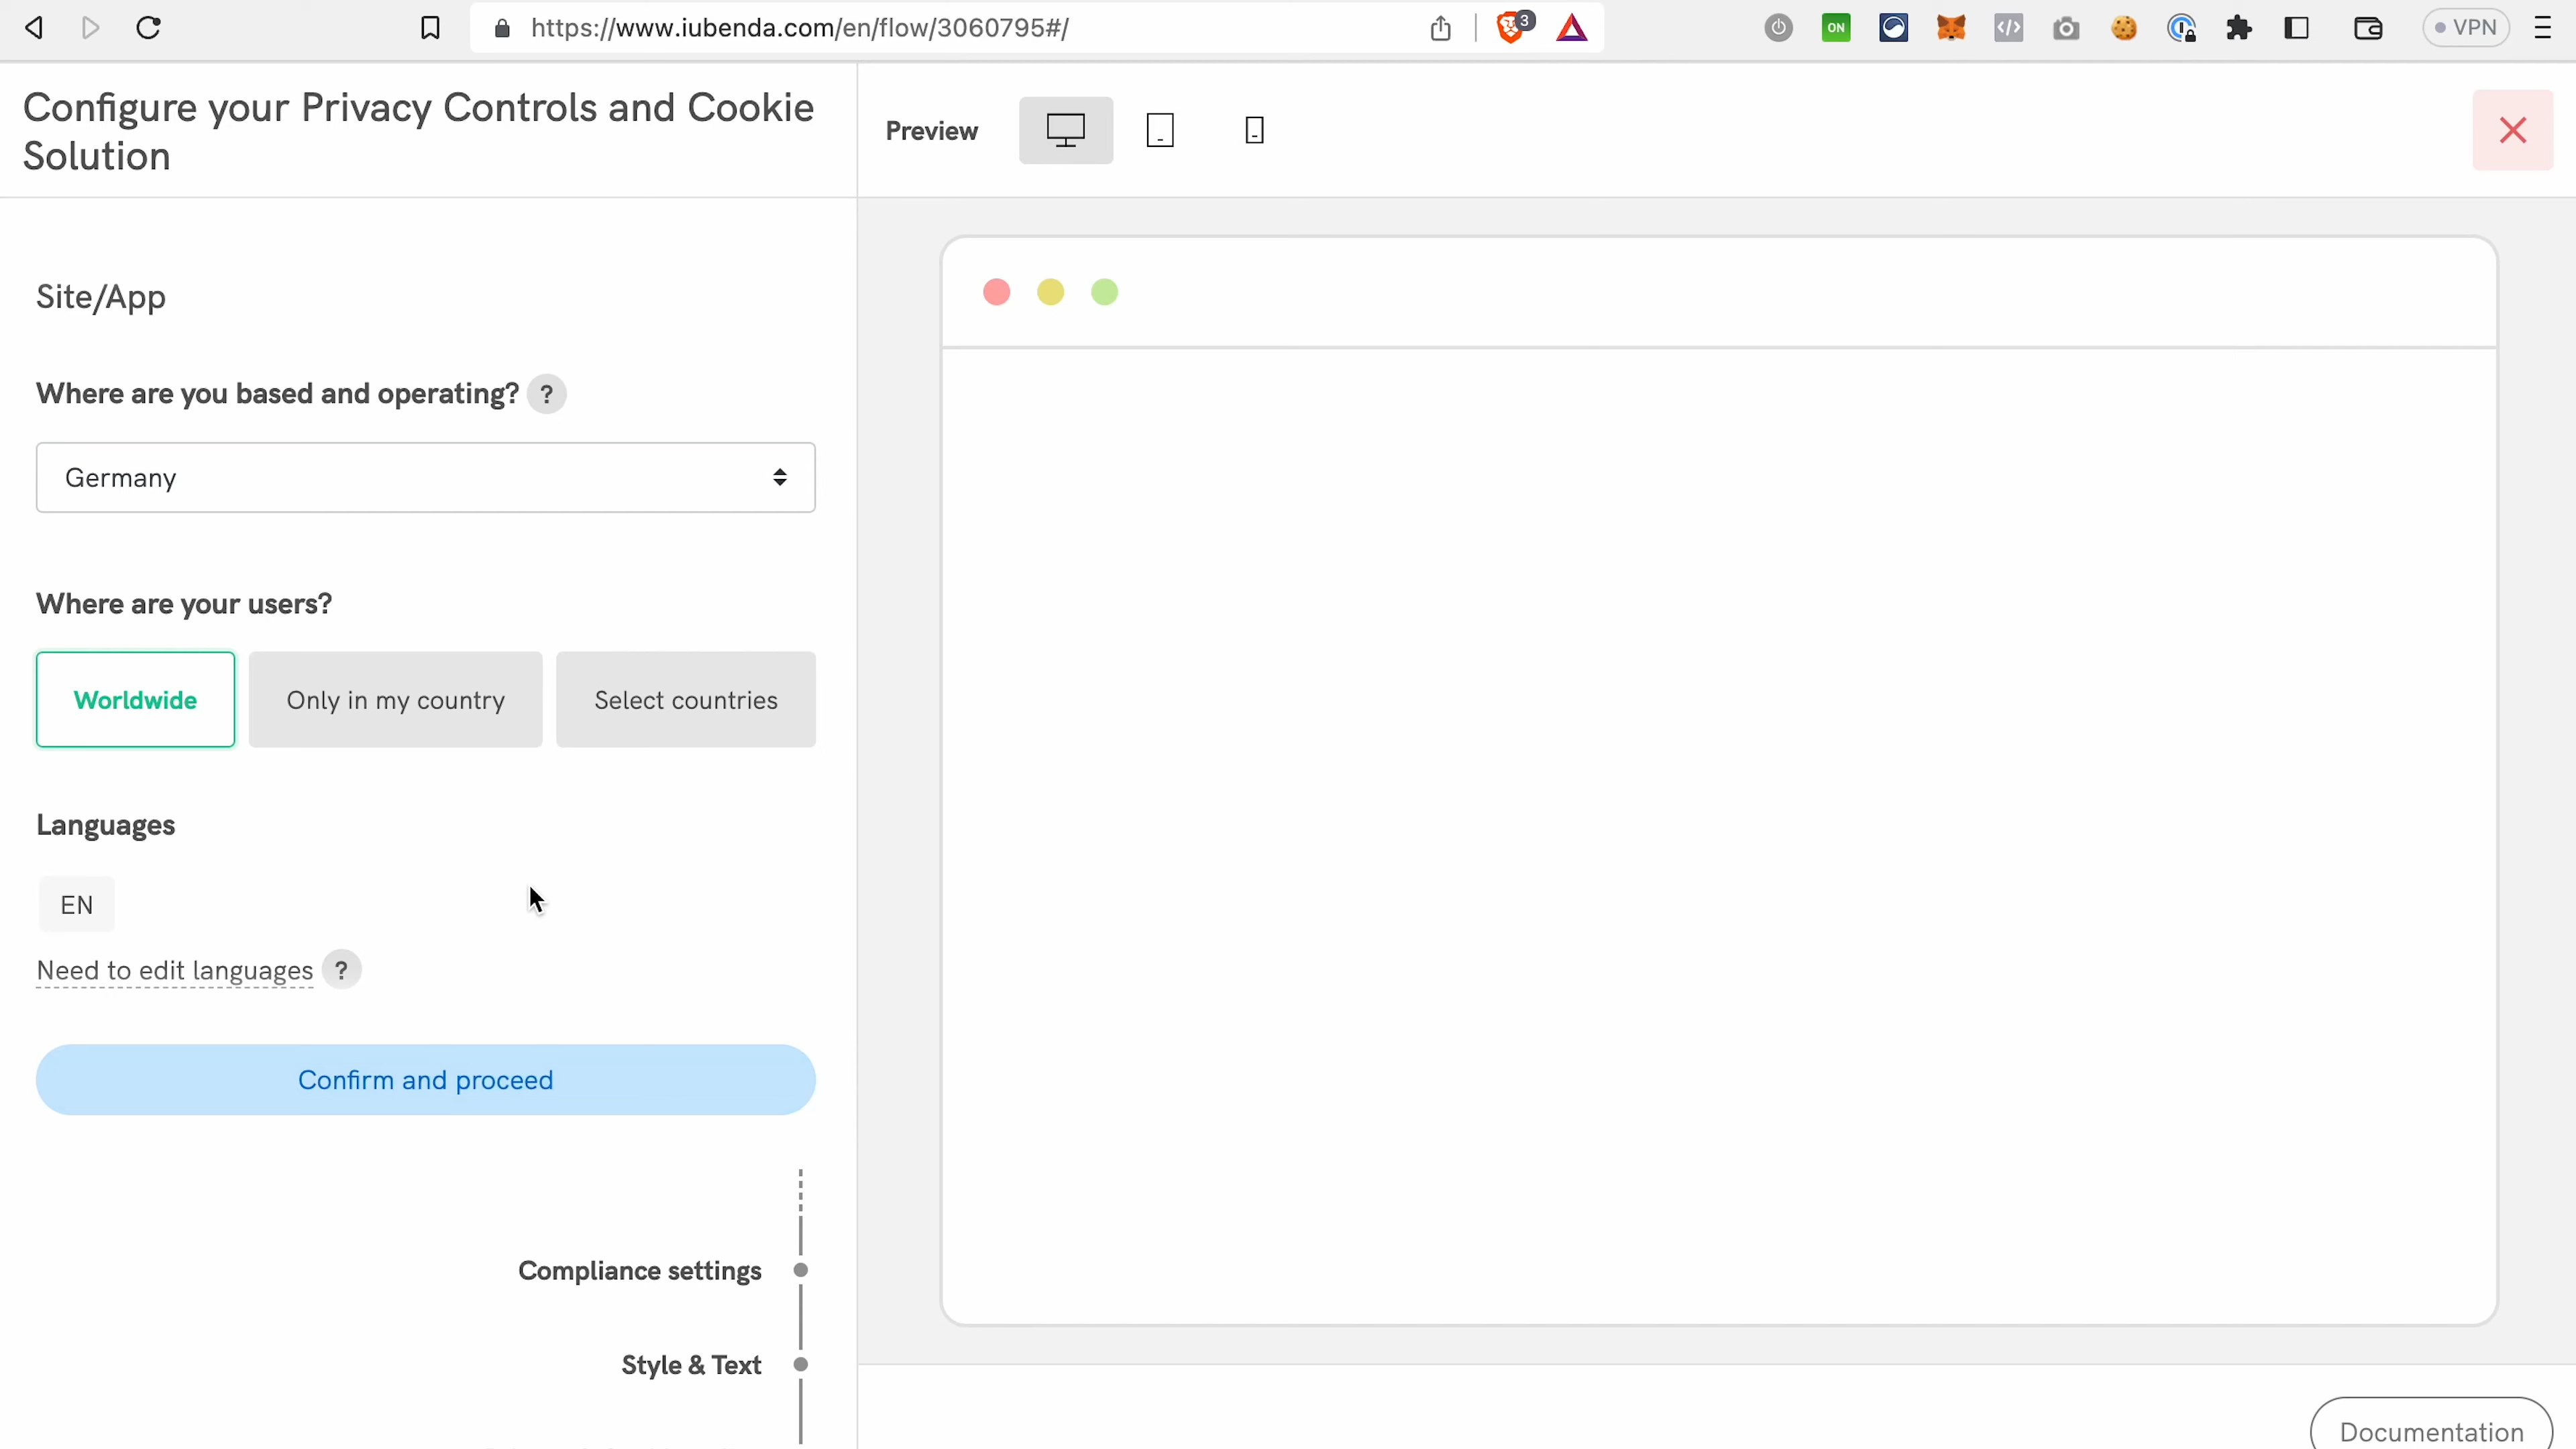 https://www.iubenda.com/en/flow/3060795#/
3
ON
VPN
Configure your Privacy Controls and Cookie
Solution
Preview
Site/App
Where are you based and operating? ?
Germany
Where are your users?
Worldwide
Only in my country
Select countries
Languages
EN
Need to edit languages ?
Confirm and proceed
Compliance settings
Style & Text
Documentation